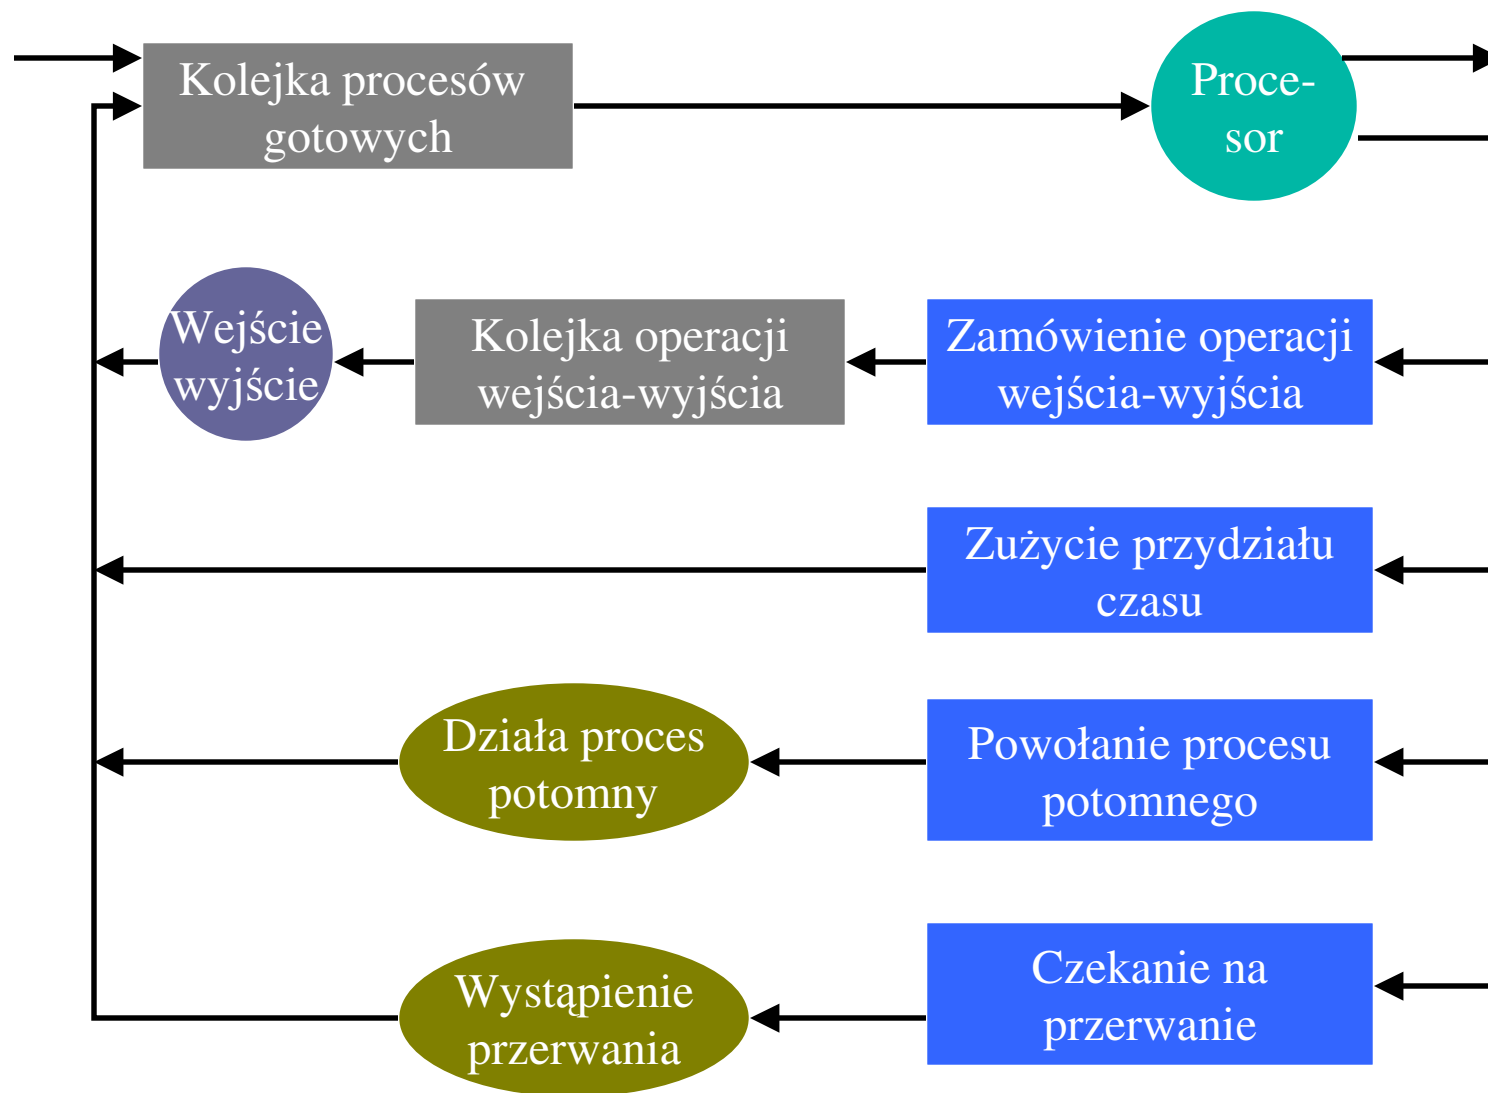 Kolejka procesów
gotowych
Proce-
sor
Wejście
wyjście
Kolejka operacji
wejścia-wyjścia
Zamówienie operacji
wejścia-wyjścia
Zużycie przydziału
czasu
Działa proces
potomny
Powołanie procesu
potomnego
Wystąpienie
przerwania
Czekanie na
przerwanie